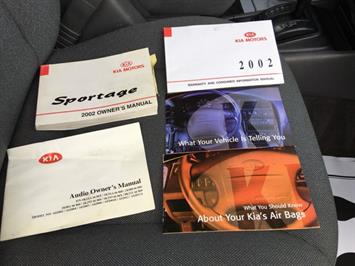 KIA MOTORS
Sportage
2002 OWNER'S MANUAL
KIA MOTORS
2002
WARRANTY AND CONSUMER INFORMATION MANUAL
What Your Vehicle Is Telling You
KIA
Audio Owner's Manual
What You Should Know
About Your Kia's Air Bags